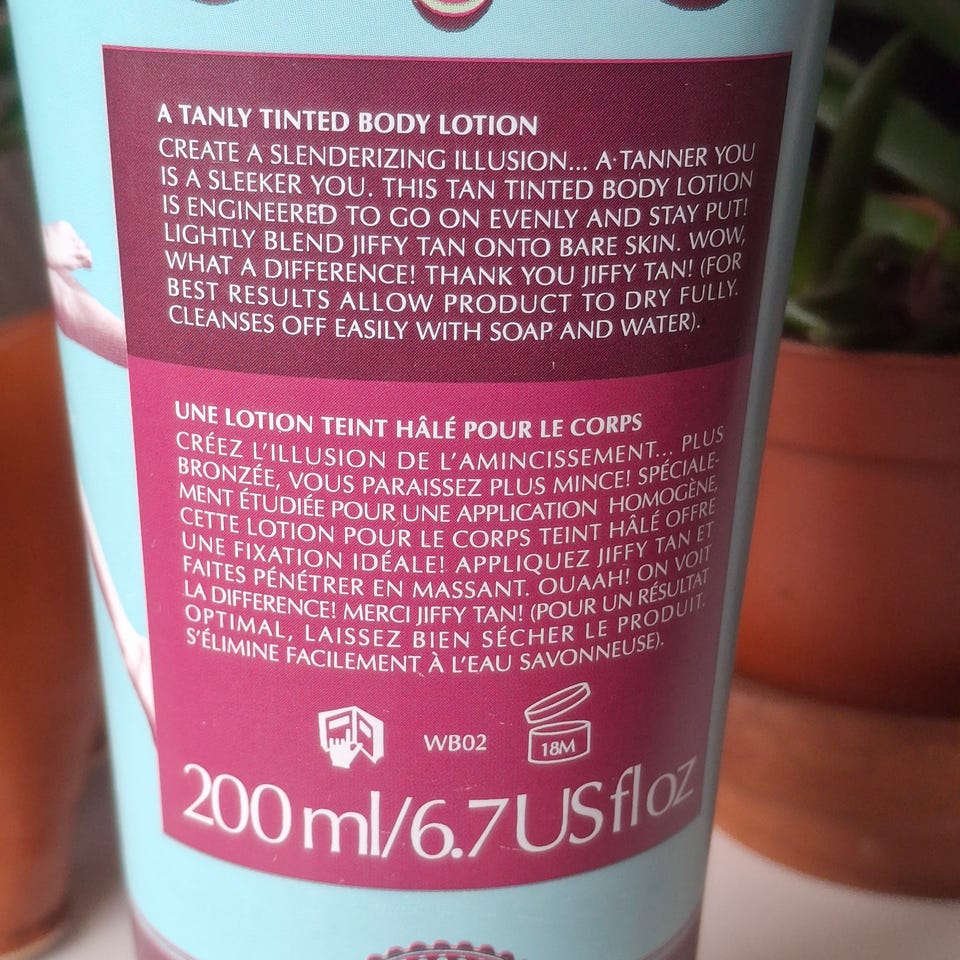 A TANLY TINTED BODY LOTION
CREATE A SLENDERIZING ILLUSION... A TANNER YOU
IS A SLEEKER YOU. THIS TAN TINTED BODY LOTION
IS ENGINEERED TO GO ON EVENLY AND STAY PUT!
LIGHTLY BLEND JIFFY TAN ONTO BARE SKIN. WOW,
WHAT A DIFFERENCE! THANK YOU JIFFY TAN! (FOR
BEST RESULTS ALLOW PRODUCT TO DRY FULLY.
CLEANSES OFF EASILY WITH SOAP AND WATER).
UNE LOTION TEINT HÂLÉ POUR LE CORPS
CRÉEZ L'ILLUSION DE L'AMINCISSEMENT... PLUS
BRONZÉE, VOUS PARAISSEZ PLUS MINCE! SPÉCIALE-
MENT ÉTUDIÉE POUR UNE APPLICATION HOMOGÈNE,
CETTE LOTION POUR LE CORPS TEINT HÂLÉ OFFRE
UNE FIXATION IDÉALE! APPLIQUEZ JIFFY TAN ET
FAITES PÉNÉTRER EN MASSANT. OUAAH! ON VOIT
LA DIFFERENCE! MERCI JIFFY TAN! (POUR UN RÉSULTAT
OPTIMAL, LAISSEZ BIEN SÉCHER LE PRODUIT.
S'ÉLIMINE FACILEMENT À L'EAU SAVONNEUSE).
WB02
18M
200 ml/6.7 US fl oz